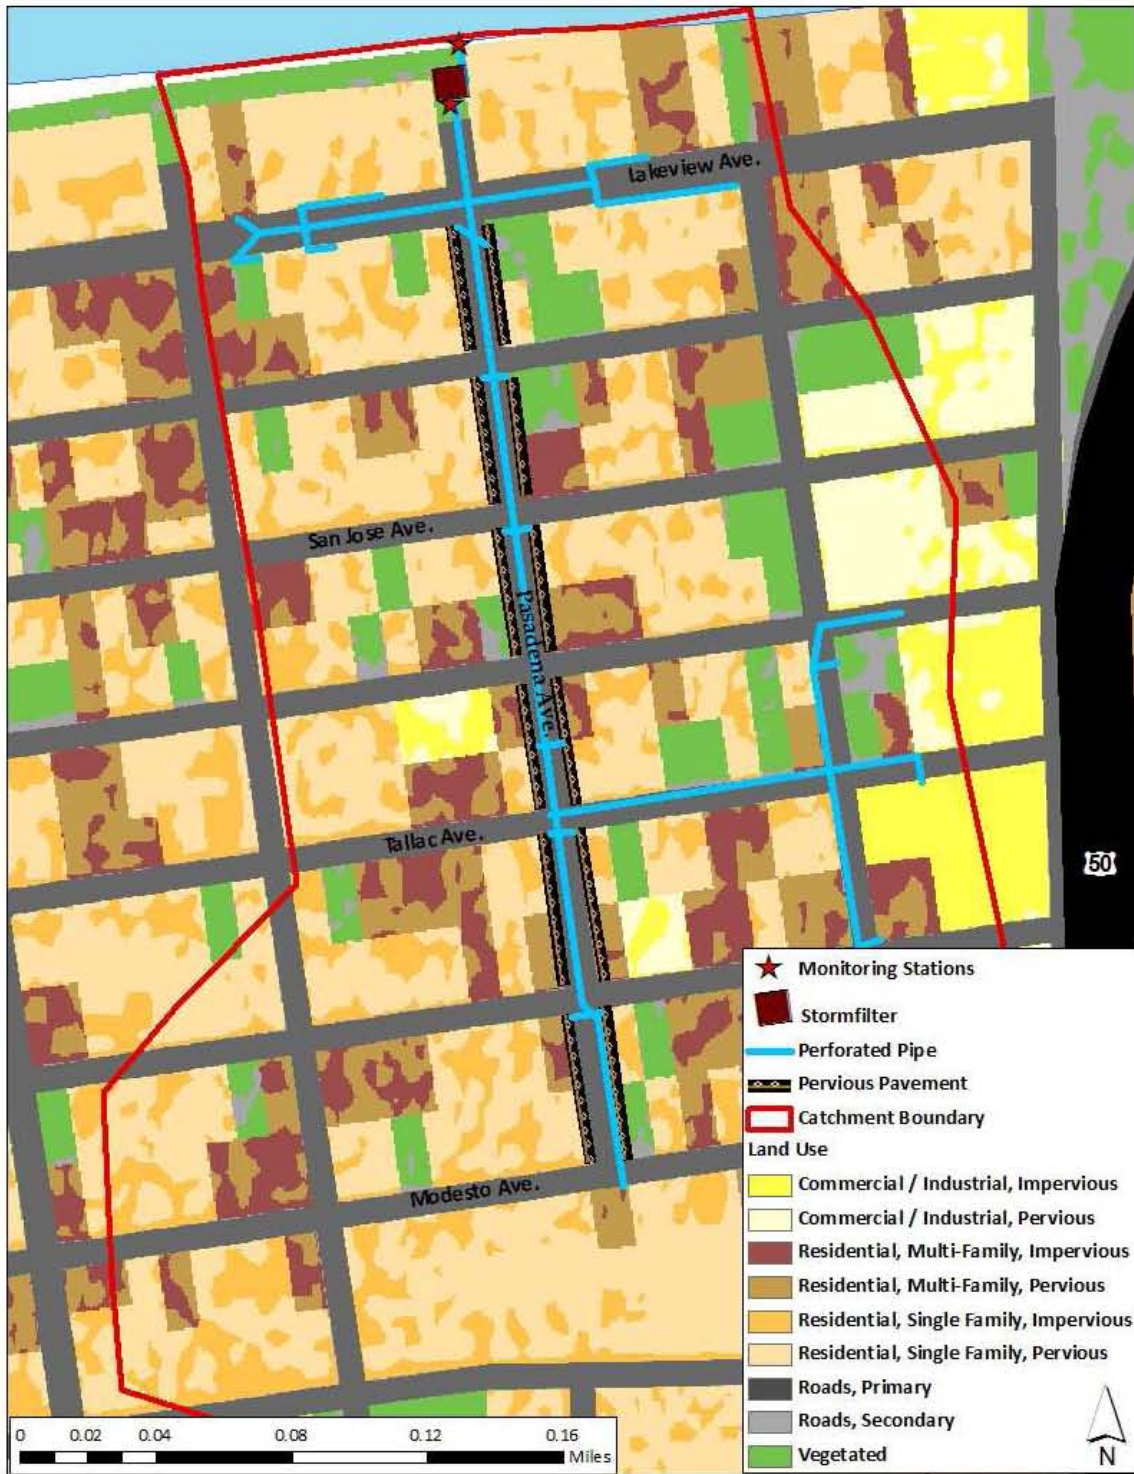 Lakeview Ave.
San Jose Ave.
Pasadena Ave.
Tallac Ave.
50
Modesto Ave.
Monitoring Stations
Stormfilter
Perforated Pipe
Pervious Pavement
Catchment Boundary
Land Use
Commercial / Industrial, Impervious
Commercial / Industrial, Pervious
Residential, Multi-Family, Impervious
Residential, Multi-Family, Pervious
Residential, Single Family, Impervious
Residential, Single Family, Pervious
Roads, Primary
Roads, Secondary
Vegetated
N
0 0.02 0.04 0.08 0.12 0.16
Miles